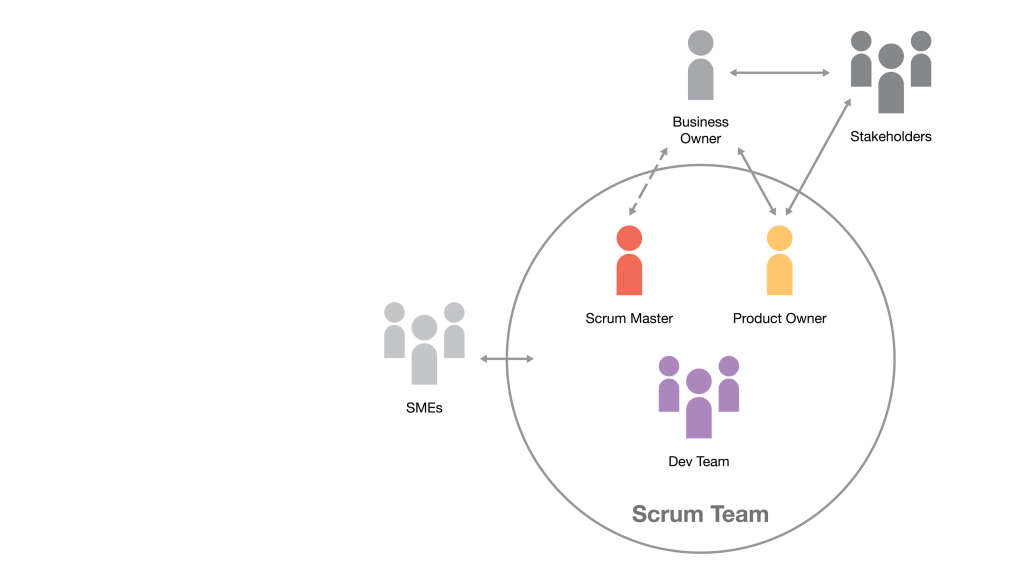 Business
Owner
Stakeholders
Scrum Master
Product Owner
SMEs
Dev Team
Scrum Team